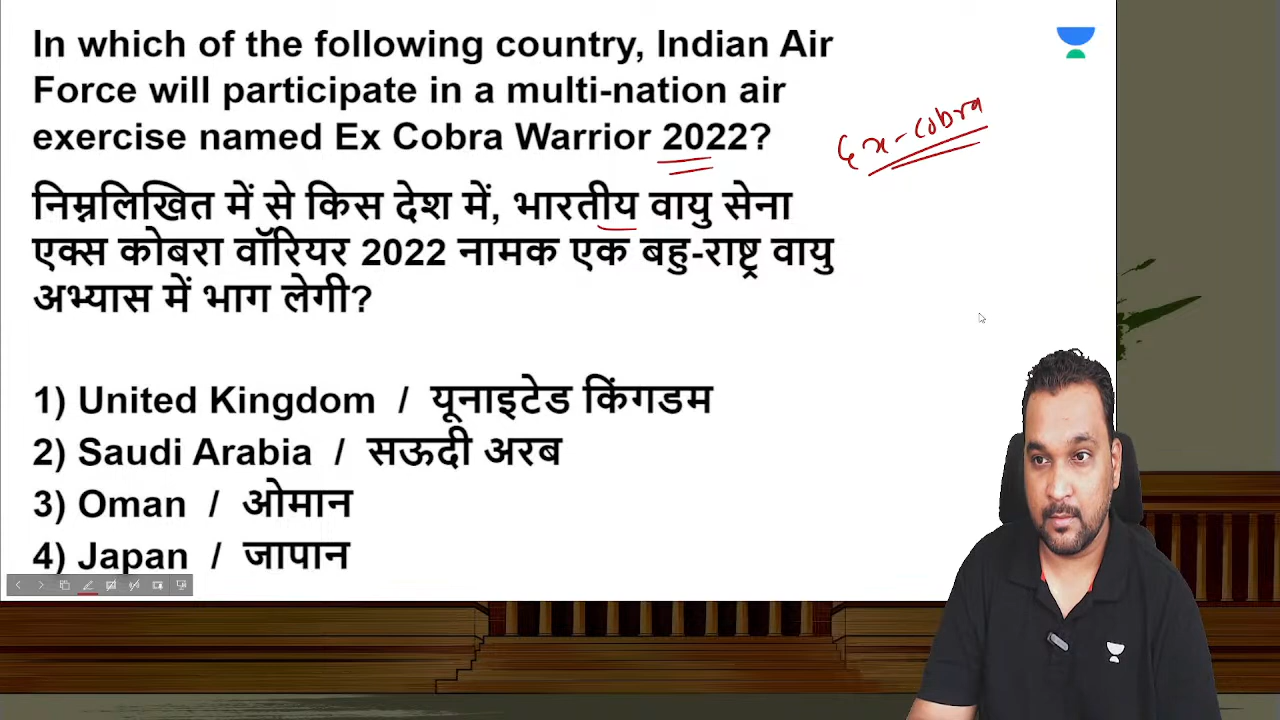 In which of the following country, Indian Air
Force will participate in a multi-nation air
exercise named Ex Cobra Warrior 2022?
Ex-Cobra
निम्नलिखित में से किस देश में, भारतीय वायु सेना
एक्स कोबरा वॉरियर 2022 नामक एक बहु-राष्ट्र वायु
अभ्यास में भाग लेगी?
1) United Kingdom / यूनाइटेड किंगडम
2) Saudi Arabia / सऊदी अरब
3) Oman / ओमान
4) Japan / जापान